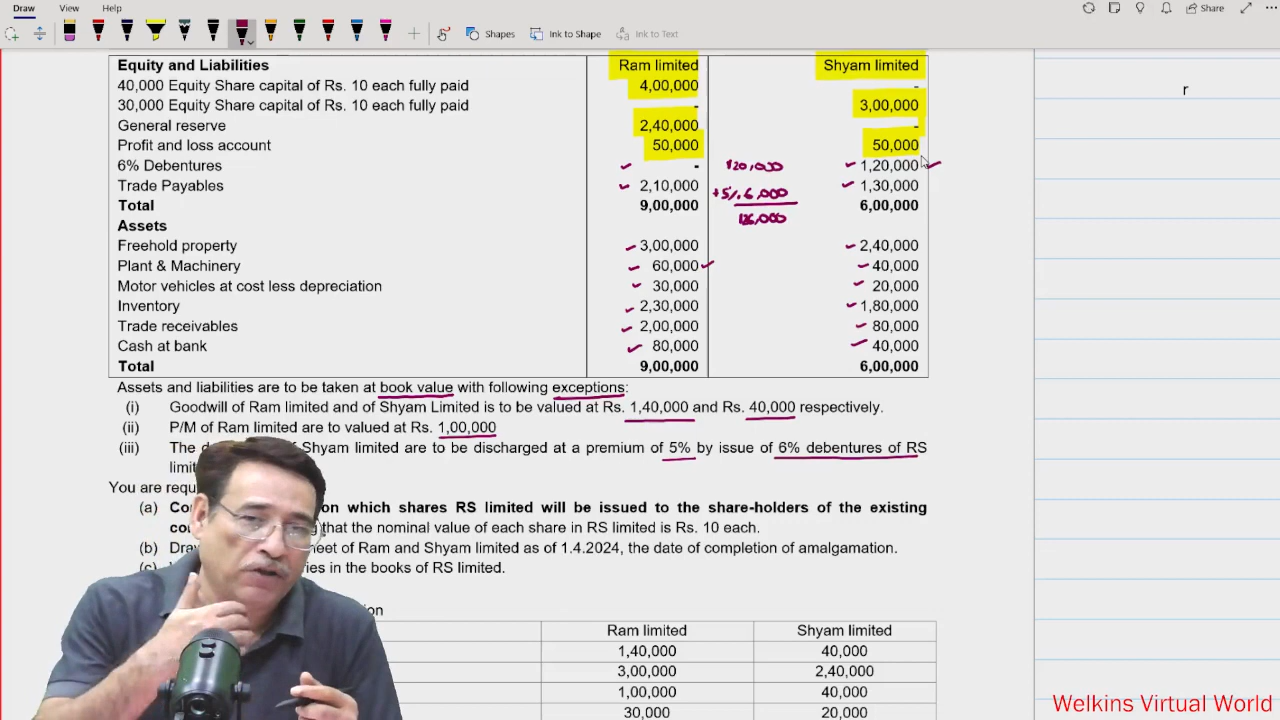 Draw View Help
Shapes Ink to Shape Ink to Text Share
Equity and Liabilities Ram limited Shyam limited
40,000 Equity Share capital of Rs. 10 each fully paid 4,00,000 -
30,000 Equity Share capital of Rs. 10 each fully paid - 3,00,000
General reserve 2,40,000 -
Profit and loss account 50,000 50,000
6% Debentures - 120,000 1,20,000
Trade Payables 2,10,000 +5% 6,000 1,30,000
Total 9,00,000 126,000 6,00,000
Assets
Freehold property 3,00,000 2,40,000
Plant & Machinery 60,000 40,000
Motor vehicles at cost less depreciation 30,000 20,000
Inventory 2,30,000 1,80,000
Trade receivables 2,00,000 80,000
Cash at bank 80,000 40,000
Total 9,00,000 6,00,000
Assets and liabilities are to be taken at book value with following exceptions:
(i) Goodwill of Ram limited and of Shyam Limited is to be valued at Rs. 1,40,000 and Rs. 40,000 respectively.
(ii) P/M of Ram limited are to valued at Rs. 1,00,000
(iii) The of Shyam limited are to be discharged at a premium of 5% by issue of 6% debentures of RS
You are
(a) on which shares RS limited will be issued to the share-holders of the existing
that the nominal value of each share in RS limited is Rs. 10 each.
(b) of Ram and Shyam limited as of 1.4.2024, the date of completion of amalgamation.
(c) in the books of RS limited.
Ram limited Shyam limited
1,40,000 40,000
3,00,000 2,40,000
1,00,000 40,000
30,000 20,000
r
Welkins Virtual World